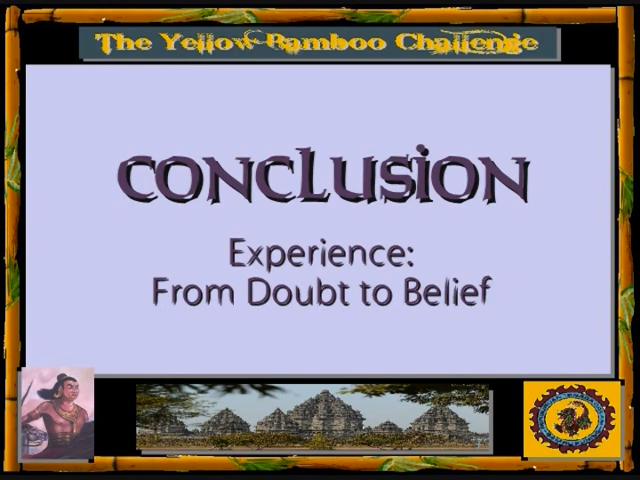 The Yellow Bamboo Challenge
CONCLUSION
Experience:
From Doubt to Belief